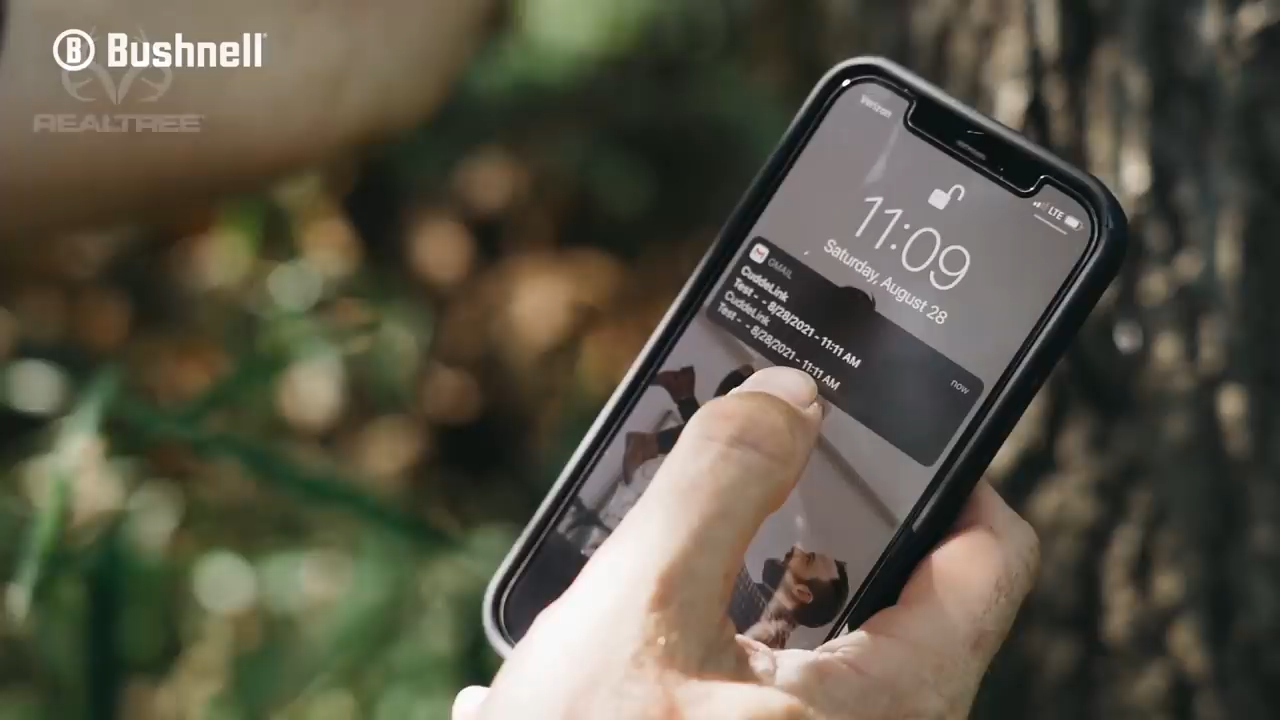 Bushnell
REALTREE
Verizon
LTE
11:09
Saturday, August 28
GMAIL
now
CuddeLink
Test - - 8/28/2021 - 11:11 AM
CuddeLink
Test - - 8/28/2021 - 11:11 AM